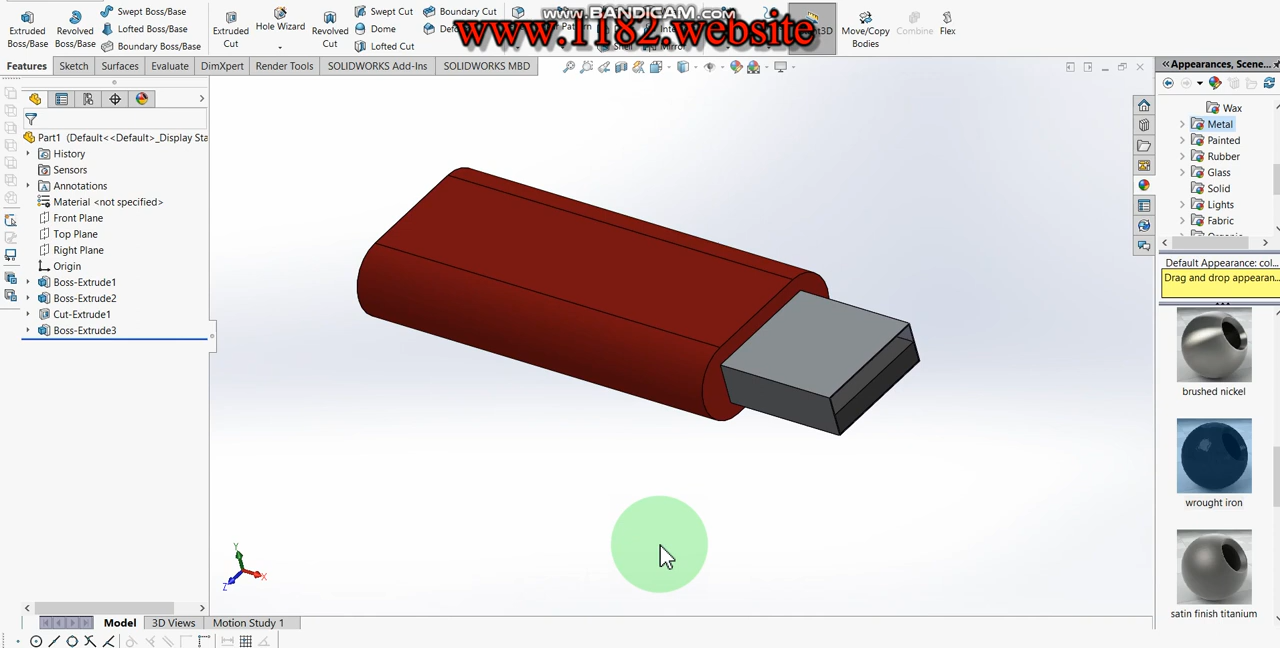 Extruded Boss/Base
Revolved Boss/Base
Swept Boss/Base
Lofted Boss/Base
Boundary Boss/Base
Extruded Cut
Hole Wizard
Revolved Cut
Swept Cut
Dome
Lofted Cut
Boundary Cut
www.BANDICAM.com
www.1182.website
Shell
Mirror
Move/Copy Bodies
Combine
Flex
Features
Sketch
Surfaces
Evaluate
DimXpert
Render Tools
SOLIDWORKS Add-Ins
SOLIDWORKS MBD
Part1 (Default<<Default>_Display Sta
History
Sensors
Annotations
Material <not specified>
Front Plane
Top Plane
Right Plane
Origin
Boss-Extrude1
Boss-Extrude2
Cut-Extrude1
Boss-Extrude3
Y
X
Z
Appearances, Scene...
Wax
Metal
Painted
Rubber
Glass
Solid
Lights
Fabric
Default Appearance: col...
Drag and drop appearan...
brushed nickel
wrought iron
satin finish titanium
Model
3D Views
Motion Study 1